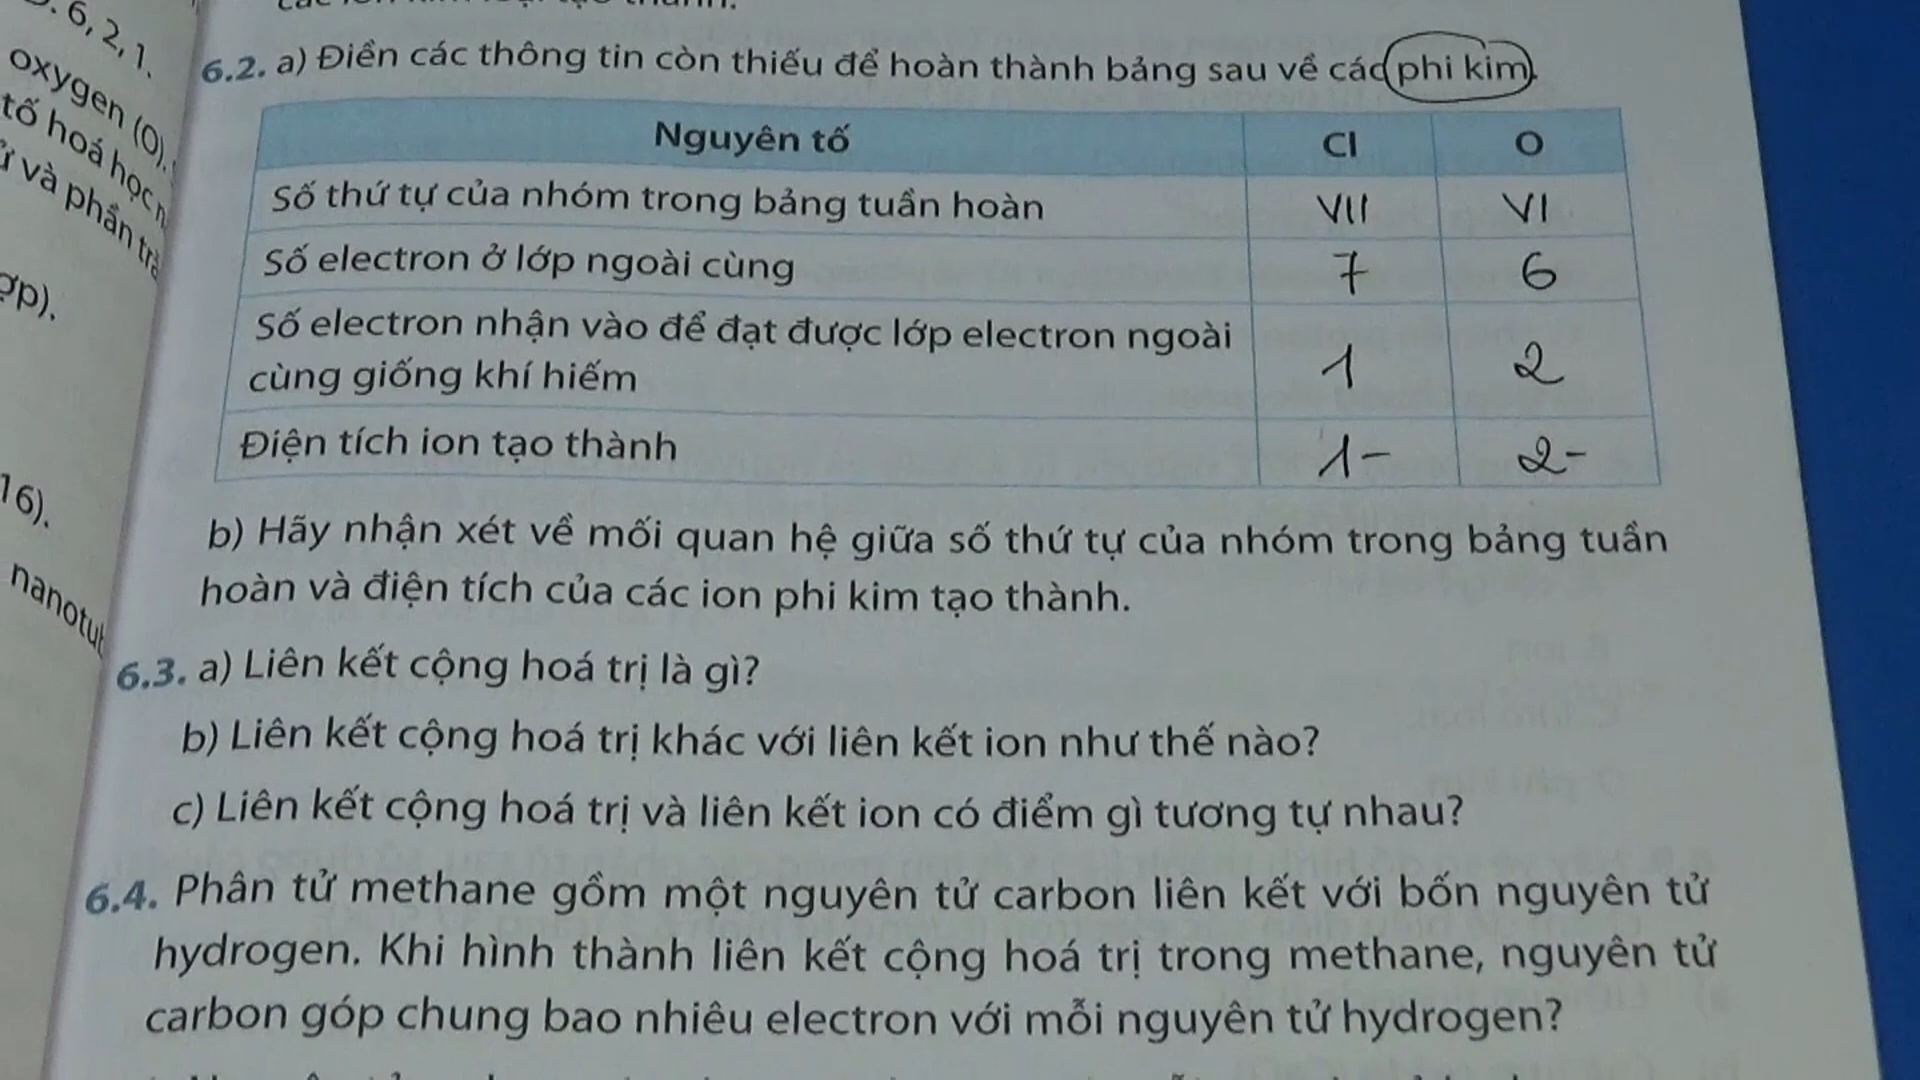 6, 2, 1.
oxygen (O).
tố hoá học
và phần
16).
6.2. a) Điền các thông tin còn thiếu để hoàn thành bảng sau về các phi kim.
Nguyên tố Cl O
Số thứ tự của nhóm trong bảng tuần hoàn VII VI
Số electron ở lớp ngoài cùng 7 6
Số electron nhận vào để đạt được lớp electron ngoài
cùng giống khí hiếm 1 2
Điện tích ion tạo thành 1- 2-
b) Hãy nhận xét về mối quan hệ giữa số thứ tự của nhóm trong bảng tuần
hoàn và điện tích của các ion phi kim tạo thành.
6.3. a) Liên kết cộng hoá trị là gì?
b) Liên kết cộng hoá trị khác với liên kết ion như thế nào?
c) Liên kết cộng hoá trị và liên kết ion có điểm gì tương tự nhau?
6.4. Phân tử methane gồm một nguyên tử carbon liên kết với bốn nguyên tử
hydrogen. Khi hình thành liên kết cộng hoá trị trong methane, nguyên tử
carbon góp chung bao nhiêu electron với mỗi nguyên tử hydrogen?